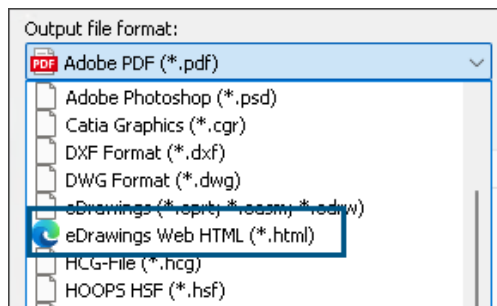 Output file format:
PDF Adobe PDF (*.pdf)
Adobe Photoshop (*.psd)
Catia Graphics (*.cgr)
DXF Format (*.dxf)
DWG Format (*.dwg)
eDrawings (*.eprt; *.easm; *.edrw)
eDrawings Web HTML (*.html)
HCG-File (*.hcg)
HOOPS HSF (*.hsf)